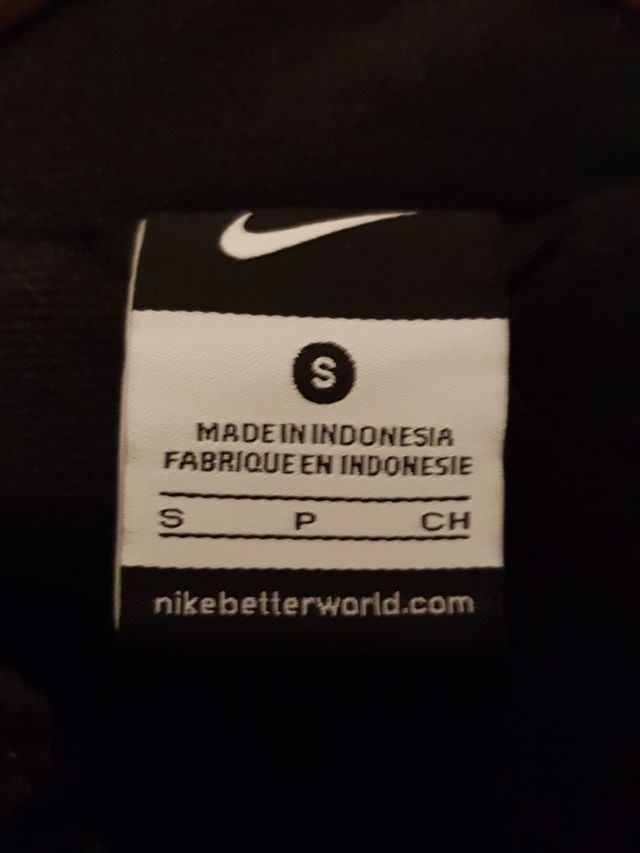 S
MADE IN INDONESIA
FABRIQUE EN INDONESIE
S P CH
nikebetterworld.com